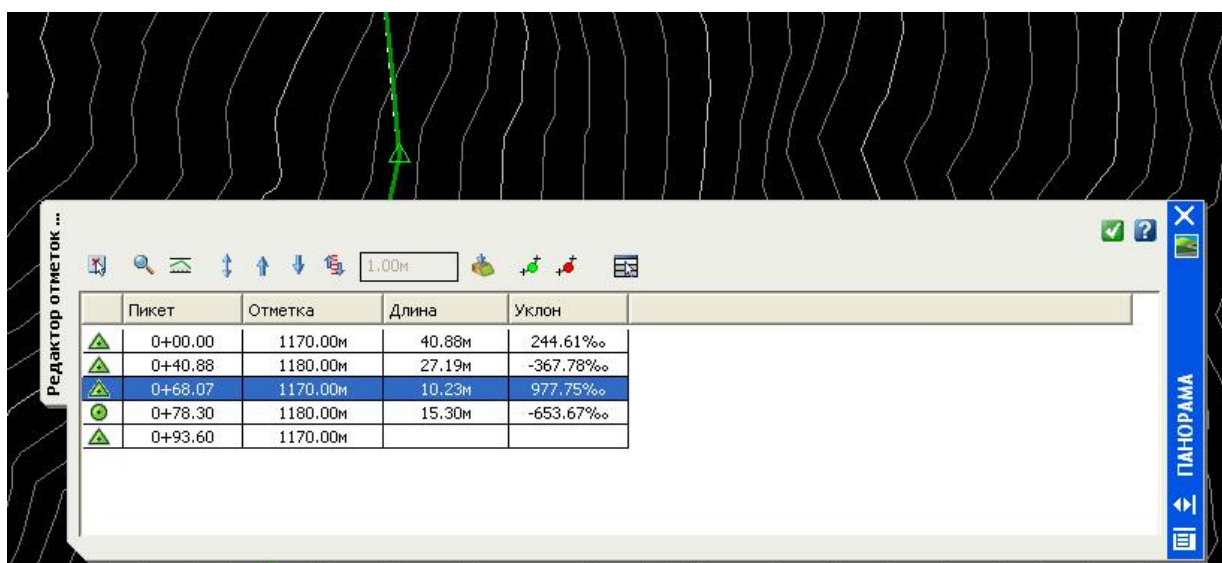 Редактор отметок ...
1.00м
Пикет Отметка Длина Уклон
0+00.00 1170.00м 40.88м 244.61‰
0+40.88 1180.00м 27.19м -367.78‰
0+68.07 1170.00м 10.23м 977.75‰
0+78.30 1180.00м 15.30м -653.67‰
0+93.60 1170.00м
ПАНОРАМА